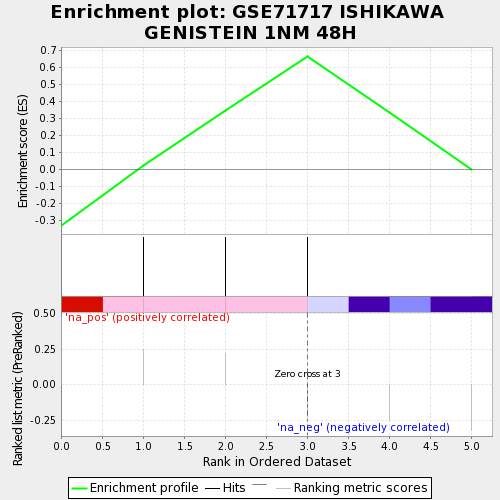 Enrichment plot: GSE71717 ISHIKAWA
GENISTEIN 1NM 48H
Enrichment score (ES)
0.7
0.6
0.5
0.4
0.3
0.2
0.1
0.0
-0.1
-0.2
-0.3
Ranked list metric (PreRanked)
0.50
0.25
0.00
-0.25
'na_pos' (positively correlated)
Zero cross at 3
'na_neg' (negatively correlated)
0.0 0.5 1.0 1.5 2.0 2.5 3.0 3.5 4.0 4.5 5.0
Rank in Ordered Dataset
Enrichment profile Hits Ranking metric scores